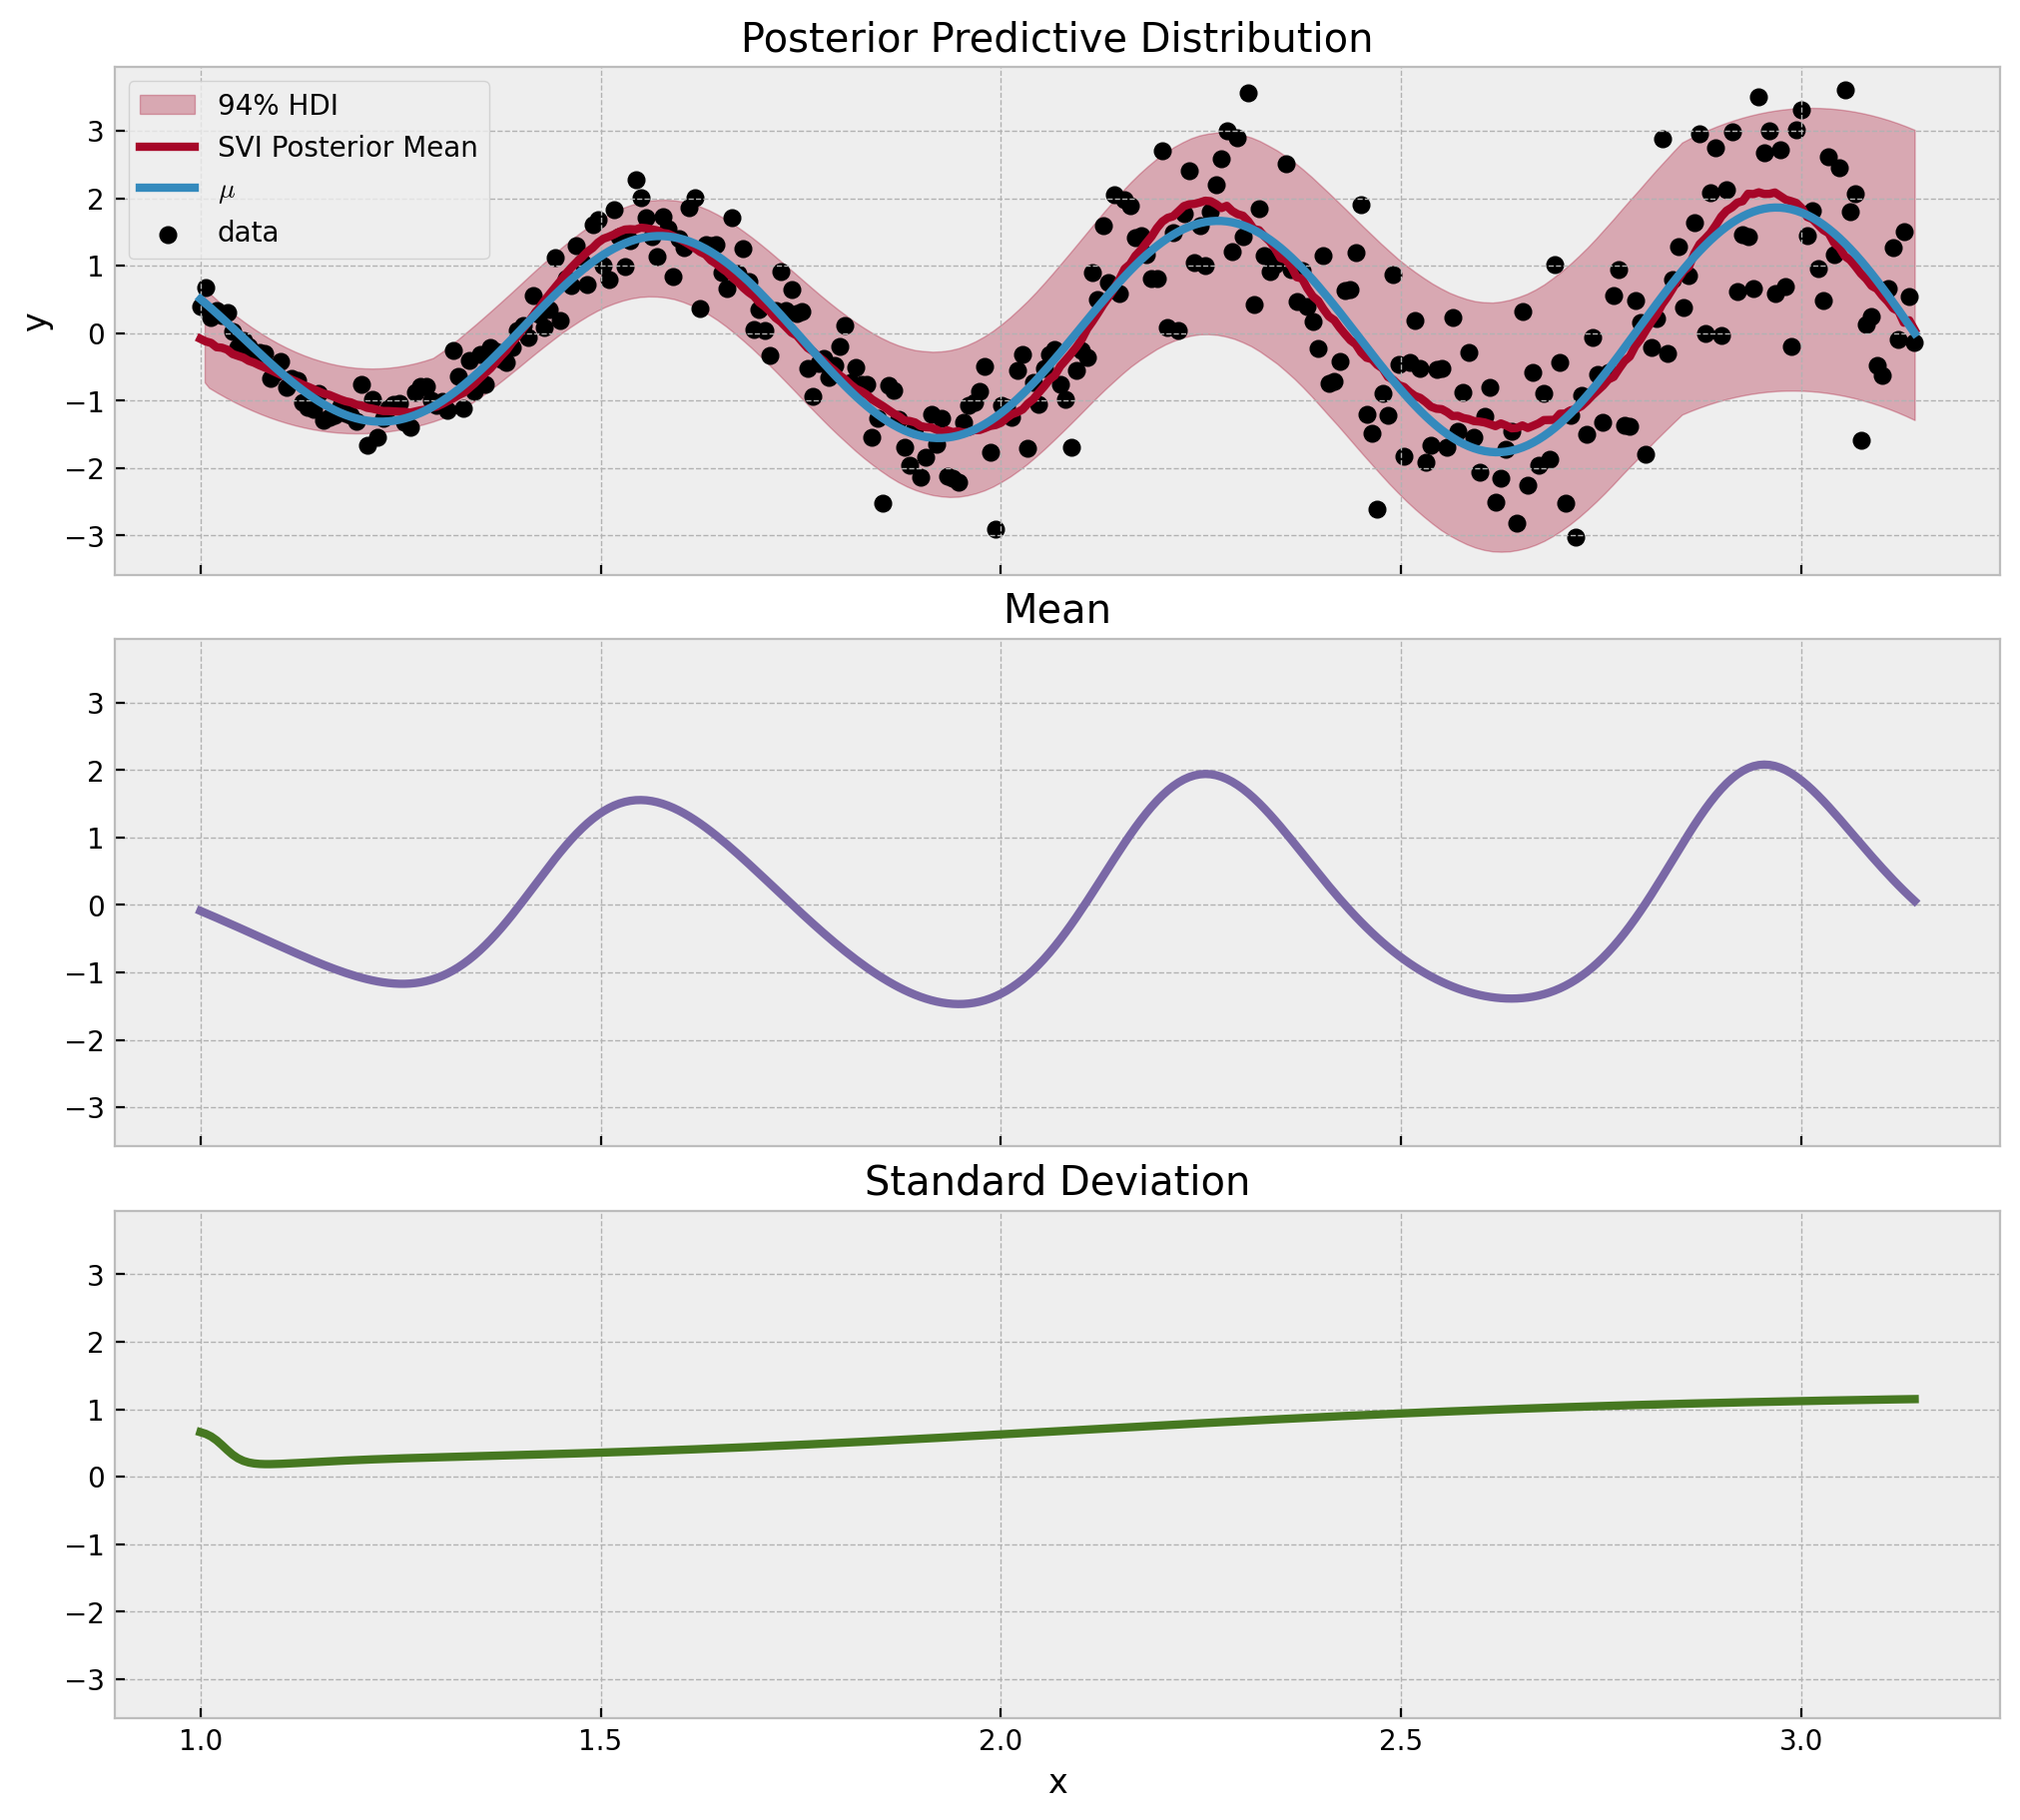 Posterior Predictive Distribution
94% HDI
SVI Posterior Mean
μ
data
y
3
2
1
0
−1
−2
−3
Mean
3
2
1
0
−1
−2
−3
Standard Deviation
3
2
1
0
−1
−2
−3
1.0 1.5 2.0 2.5 3.0
x